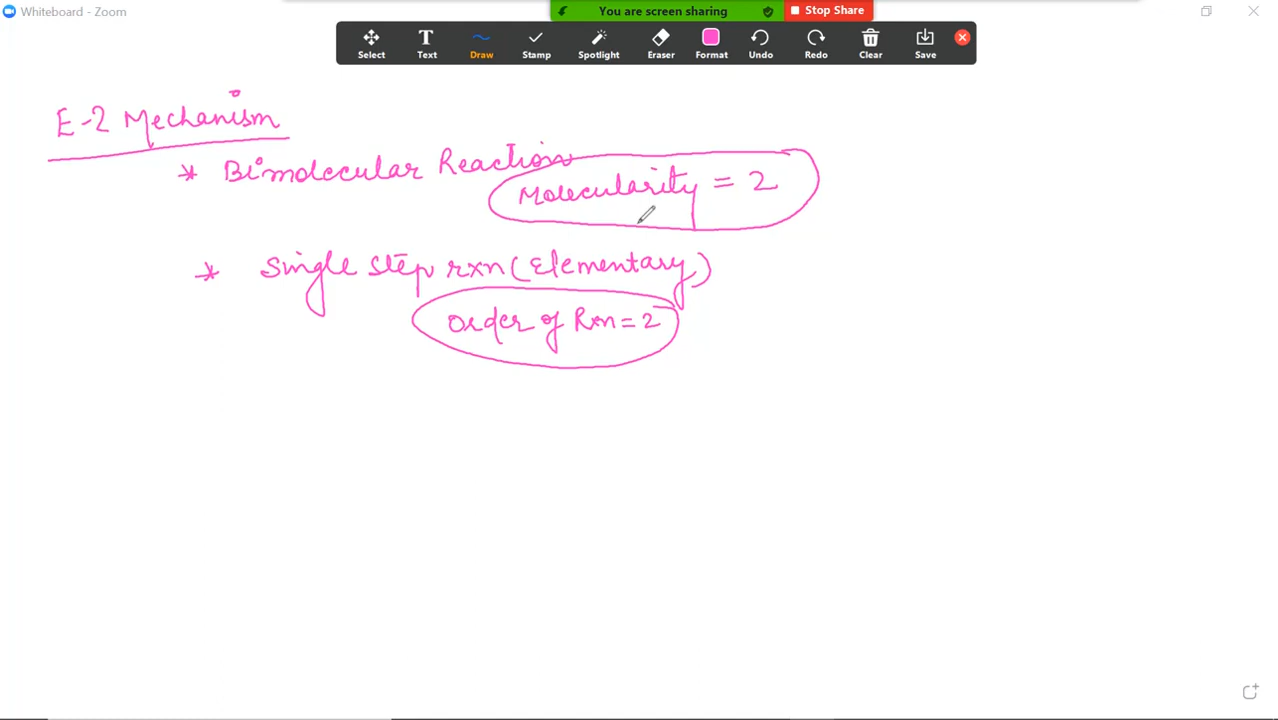 Whiteboard - Zoom
You are screen sharing
Stop Share
Select
Text
Draw
Stamp
Spotlight
Eraser
Format
Undo
Redo
Clear
Save
E-2 Mechanism
* Bimolecular Reaction
Molecularity = 2
* Single step rxn (Elementary)
Order of Rxn = 2